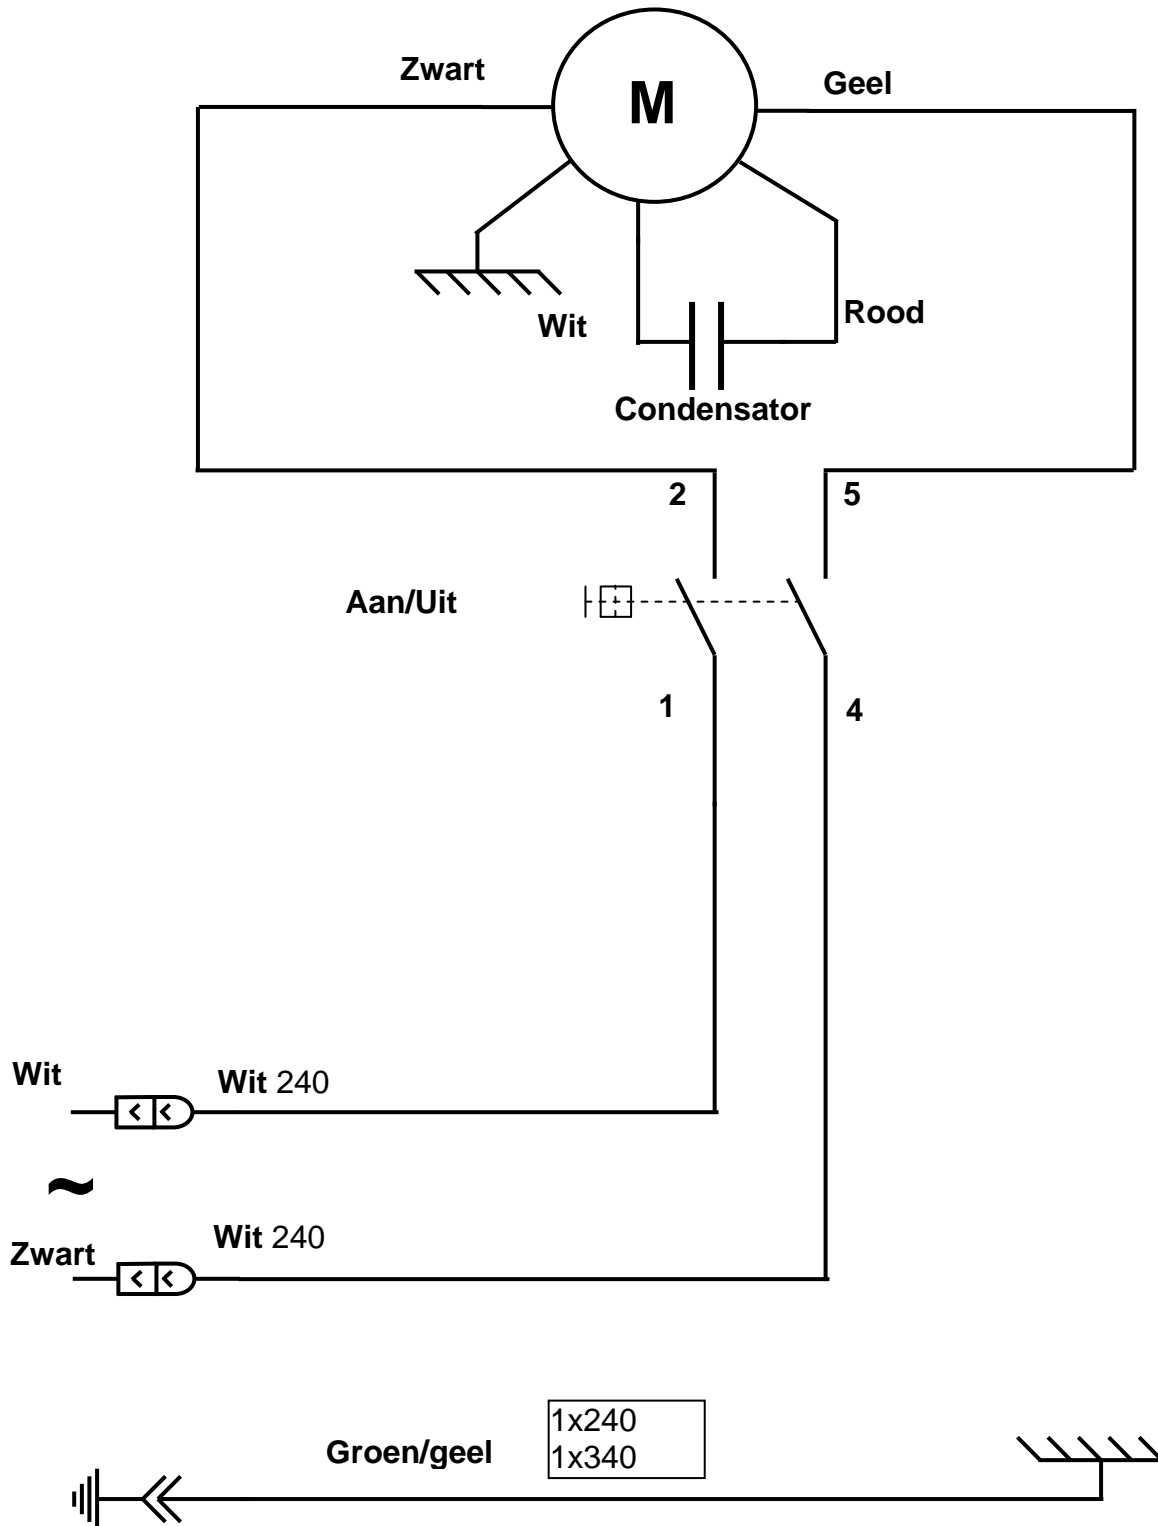 Zwart
M
Geel
Wit
Rood
Condensator
2
5
Aan/Uit
1
4
Wit
Wit 240
~
Zwart
Wit 240
Groen/geel
1x240
1x340